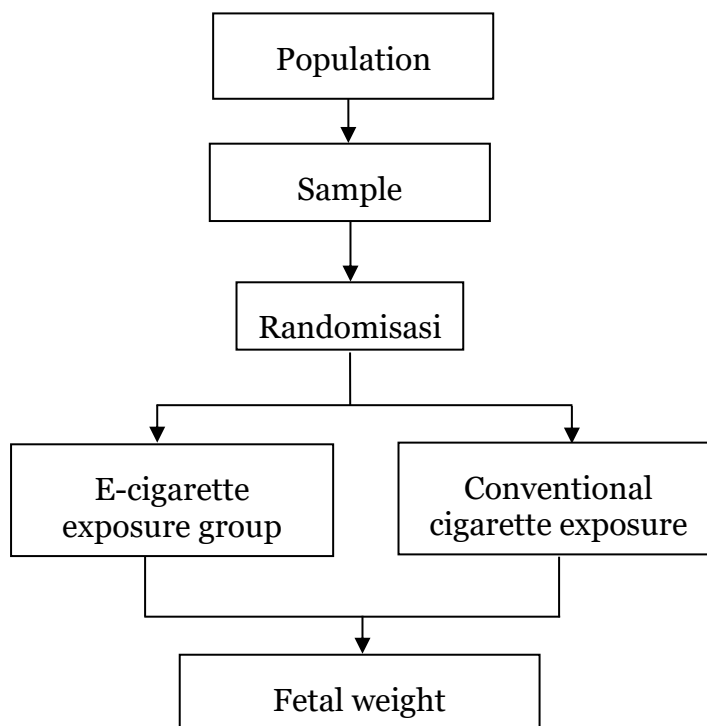 Population
Sample
Randomisasi
E-cigarette
exposure group
Conventional
cigarette exposure
Fetal weight